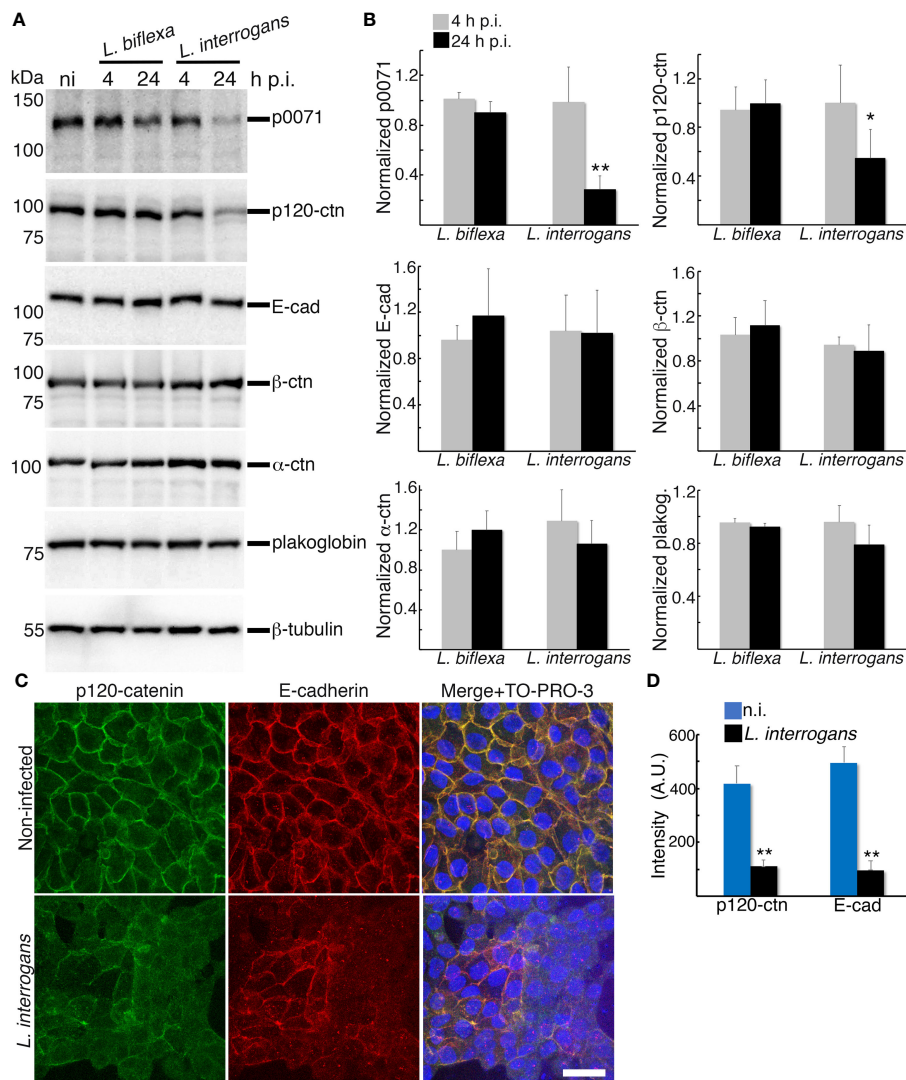 A
L. biflexa L. interrogans
kDa ni 4 24 4 24 h p.i.
150
100
p0071
100
75
p120-ctn
100
75
E-cad
100
75
β-ctn
100
α-ctn
75
plakoglobin
55
β-tubulin
B
4 h p.i.
24 h p.i.
Normalized p0071
1.2
0.8
0.4
**
L. biflexa L. interrogans
Normalized p120-ctn
1.2
0.8
0.4
*
L. biflexa L. interrogans
Normalized E-cad
1.6
1.2
0.8
0.4
L. biflexa L. interrogans
Normalized β-ctn
1.6
1.2
0.8
0.4
L. biflexa L. interrogans
Normalized α-ctn
1.6
1.2
0.8
0.4
L. biflexa L. interrogans
Normalized plakog.
1.2
0.8
0.4
L. biflexa L. interrogans
C
p120-catenin E-cadherin Merge+TO-PRO-3
Non-infected
L. interrogans
D
n.i.
L. interrogans
Intensity (A.U.)
600
400
200
** **
p120-ctn E-cad